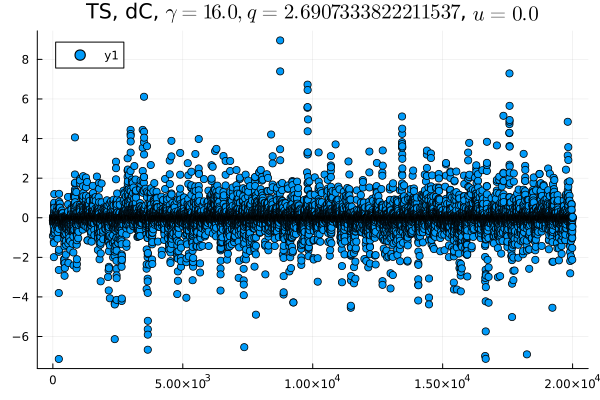 TS, dC, γ = 16.0, q = 2.6907333822211537, u = 0.0
y1
8
6
4
2
0
−2
−4
−6
0 5.00×10³ 1.00×10⁴ 1.50×10⁴ 2.00×10⁴